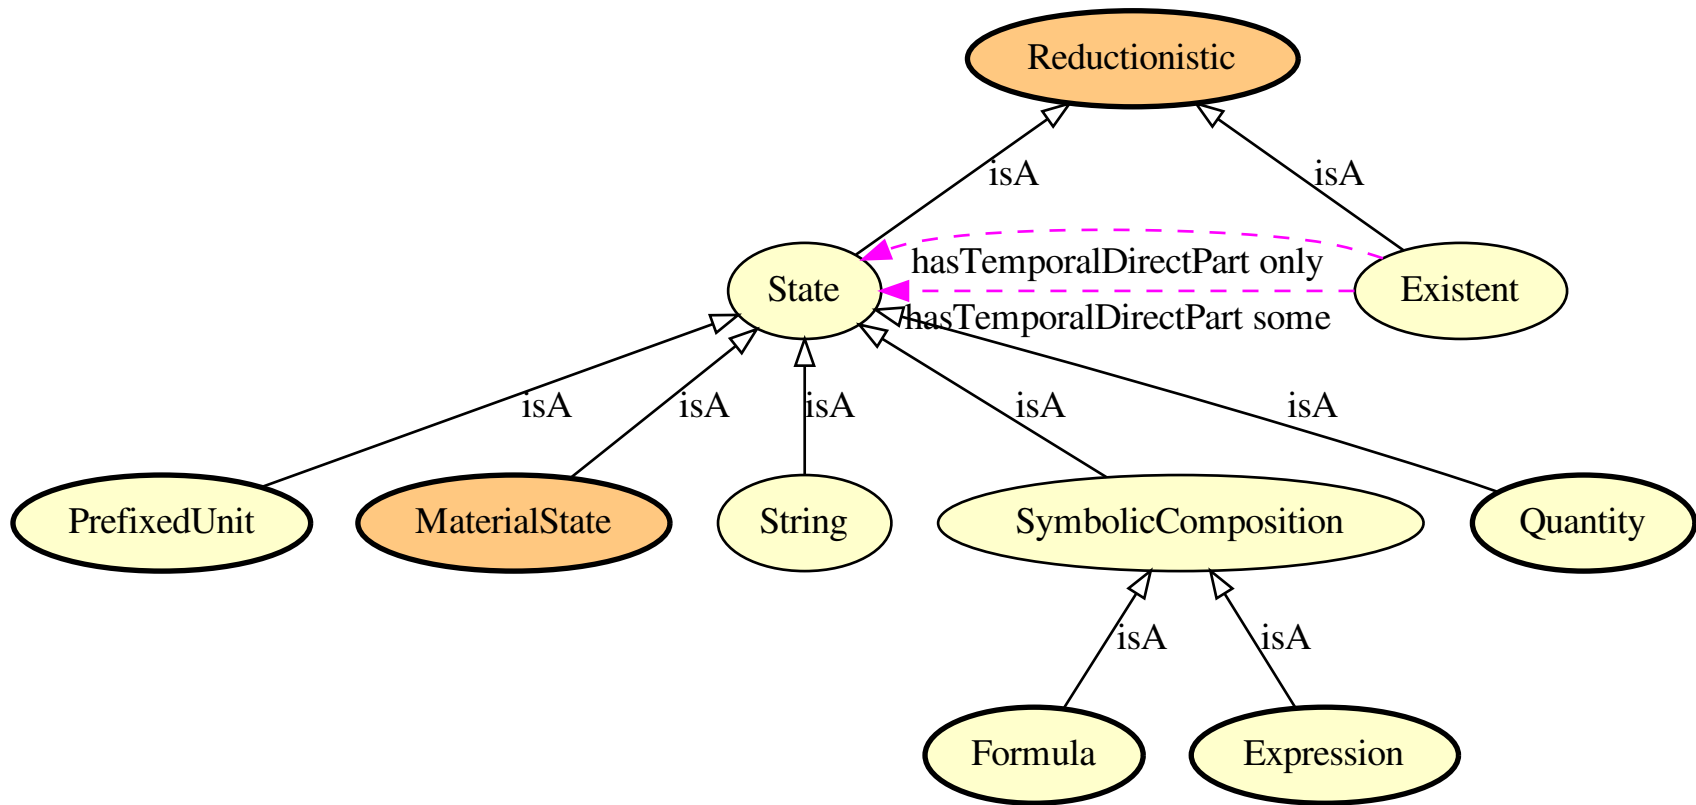 Reductionistic
isA
isA
hasTemporalDirectPart only
State
Existent
hasTemporalDirectPart some
isA
isA
isA
isA
isA
PrefixedUnit
MaterialState
String
SymbolicComposition
Quantity
isA
isA
Formula
Expression